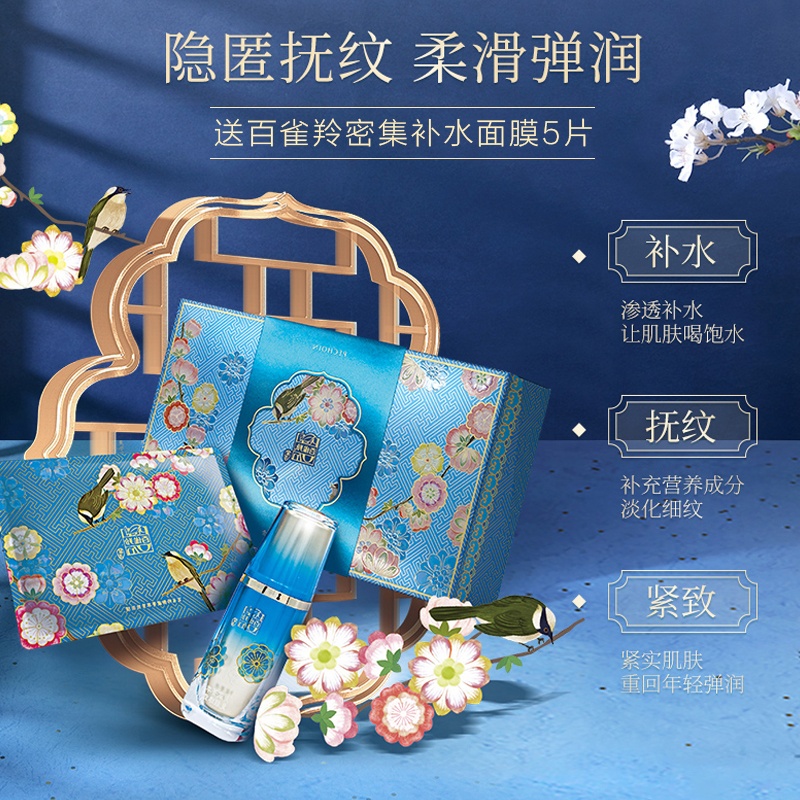 隐匿抚纹 柔滑弹润
送百雀羚密集补水面膜5片
补水
渗透补水
让肌肤喝饱水
抚纹
补充营养成分
淡化细纹
紧致
紧实肌肤
重回年轻弹润
PECHOIN